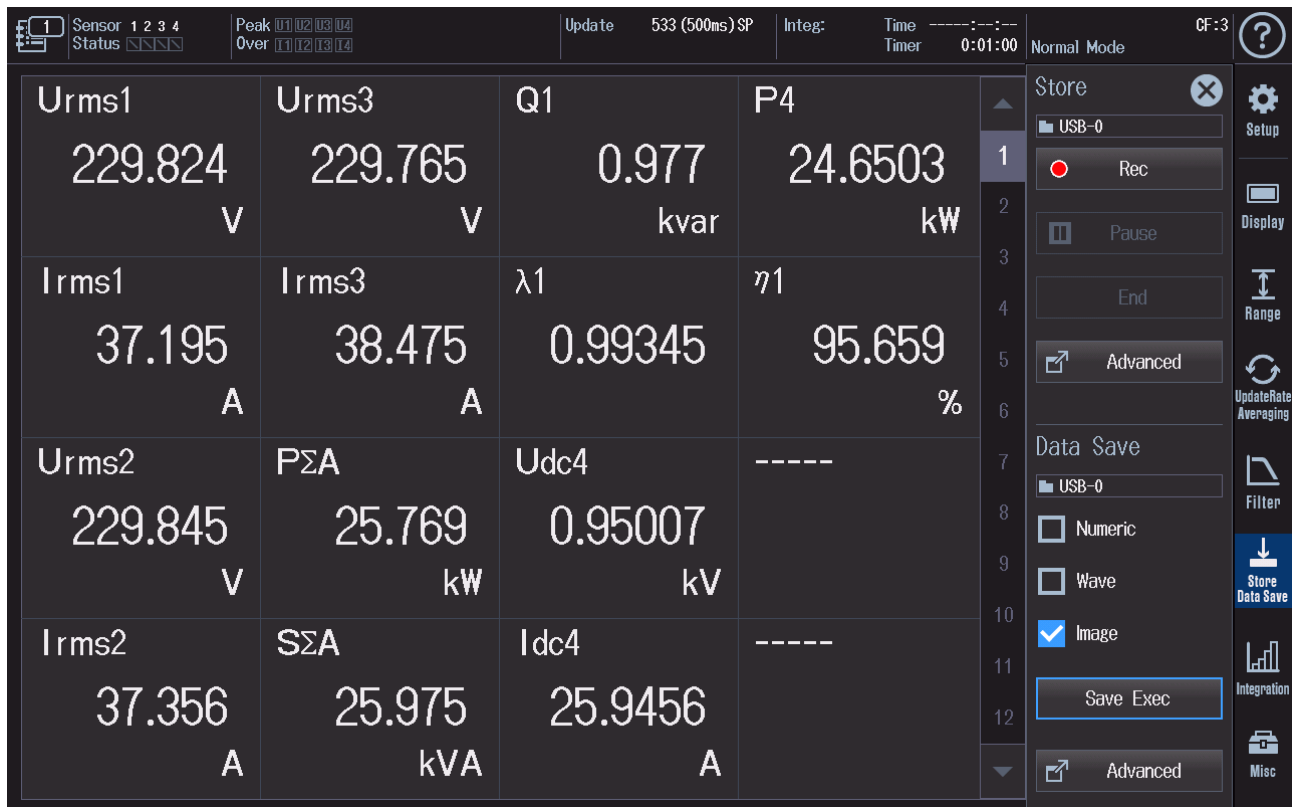 1 Sensor 1 2 3 4 Peak U1 U2 U3 U4 Update 533 (500ms)SP Integ: Time -----:--:-- CF:3 ?
Status Over I1 I2 I3 I4 Timer 0:01:00 Normal Mode
Urms1 Urms3 Q1 P4
229.824 229.765 0.977 24.6503
V V kvar kW
Irms1 Irms3 λ1 η1
37.195 38.475 0.99345 95.659
A A %
Urms2 PΣA Udc4 -----
229.845 25.769 0.95007
V kW kV
Irms2 SΣA Idc4 -----
37.356 25.975 25.9456
A kVA A
1
2
3
4
5
6
7
8
9
10
11
12
Store
USB-0
Rec
Pause
End
Advanced
Data Save
USB-0
Numeric
Wave
Image
Save Exec
Advanced
Setup
Display
Range
UpdateRate
Averaging
Filter
Store
Data Save
Integration
Misc